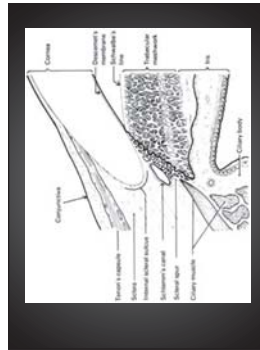 Cornea
Descemet's
membrane
Schwalbe's
line
Trabecular
meshwork
Iris
Conjunctiva
Tenon's capsule
Sclera
Internal scleral sulcus
Schlemm's canal
Scleral spur
Ciliary muscle
Ciliary body